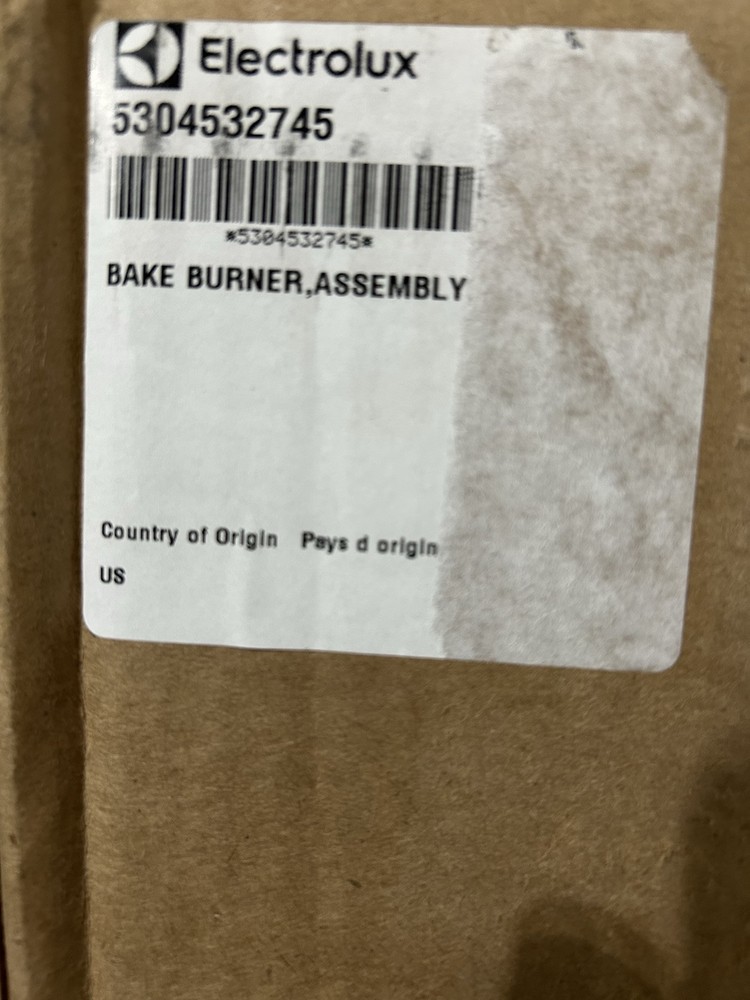 Electrolux
5304532745
*5304532745*
BAKE BURNER,ASSEMBLY
Country of Origin Pays d origin
US